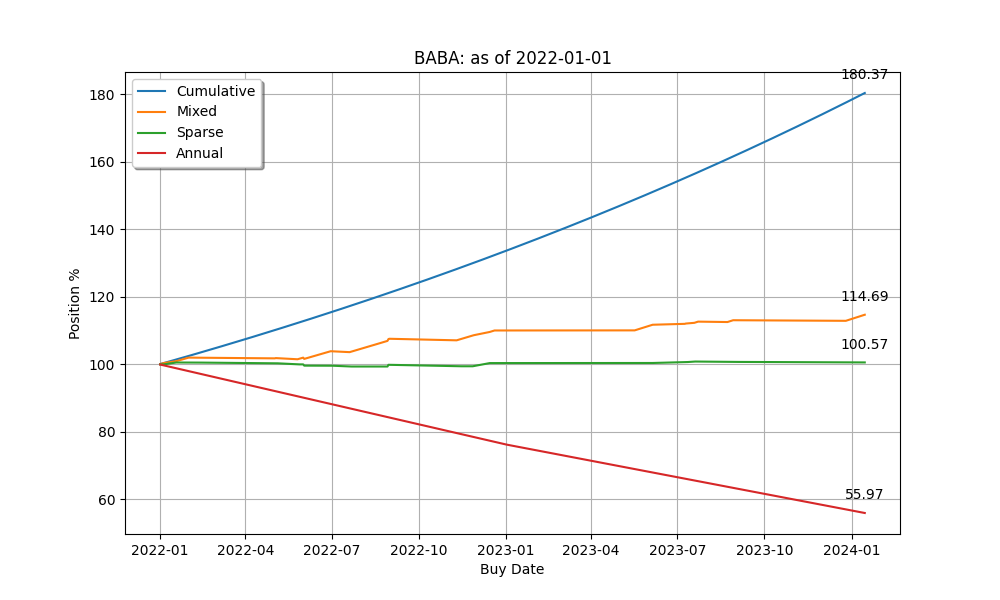 BABA: as of 2022-01-01
180.37
180
Cumulative
Mixed
Sparse
Annual
160
140
120
114.69
100.57
100
80
60
55.97
Position %
2022-01 2022-04 2022-07 2022-10 2023-01 2023-04 2023-07 2023-10 2024-01
Buy Date